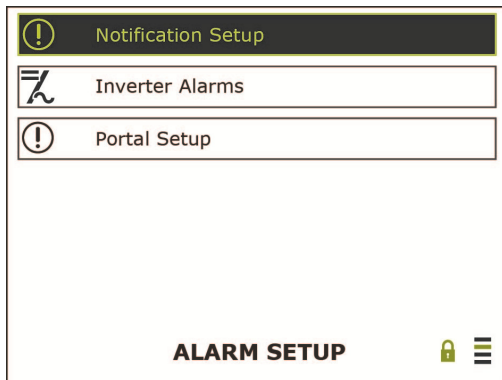 Notification Setup
Inverter Alarms
Portal Setup
ALARM SETUP